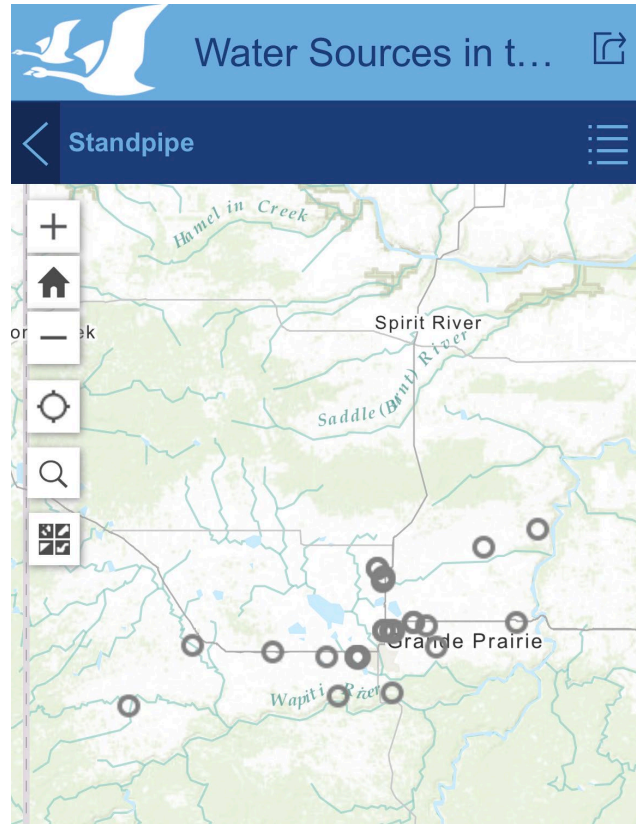 Water Sources in t...
Standpipe
Hamelin Creek
Spirit River
Saddle (Burnt) River
Grande Prairie
Wapiti River